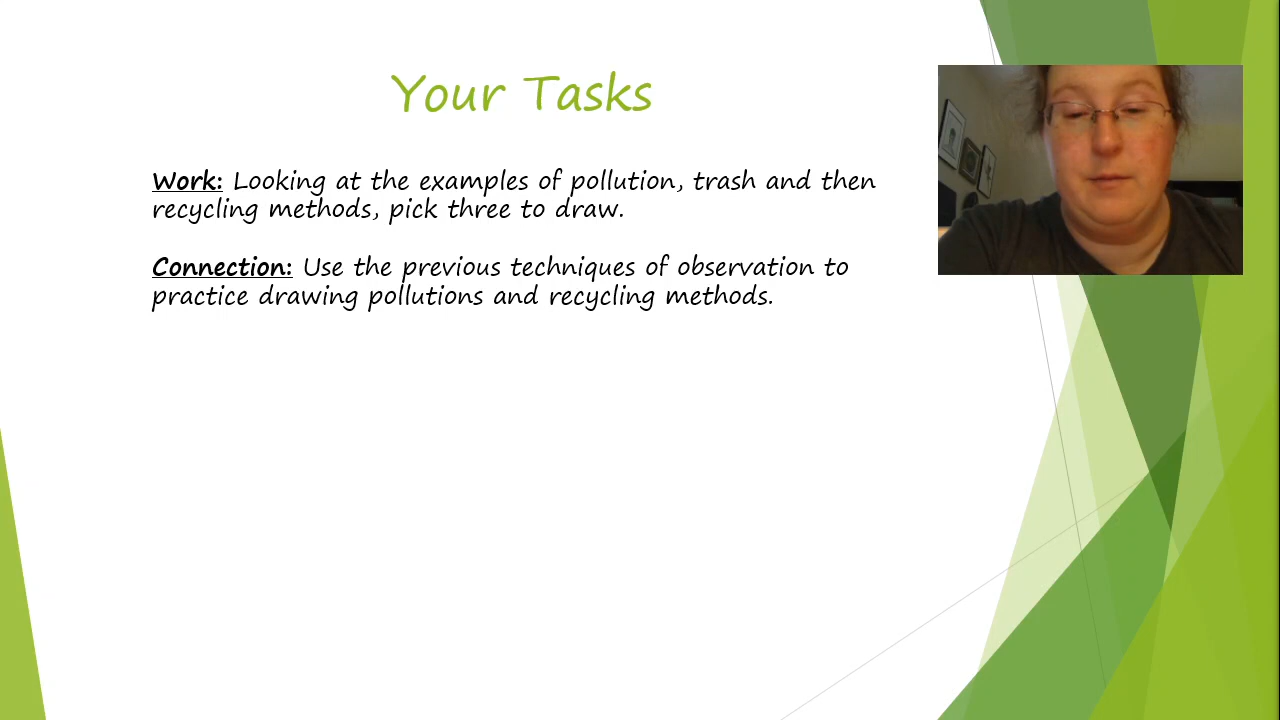 Your Tasks
Work: Looking at the examples of pollution, trash and then
recycling methods, pick three to draw.
Connection: Use the previous techniques of observation to
practice drawing pollutions and recycling methods.